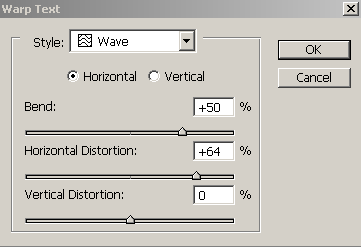 Warp Text
Style: Wave
OK
Horizontal Vertical
Cancel
Bend: +50 %
Horizontal Distortion: +64 %
Vertical Distortion: 0 %